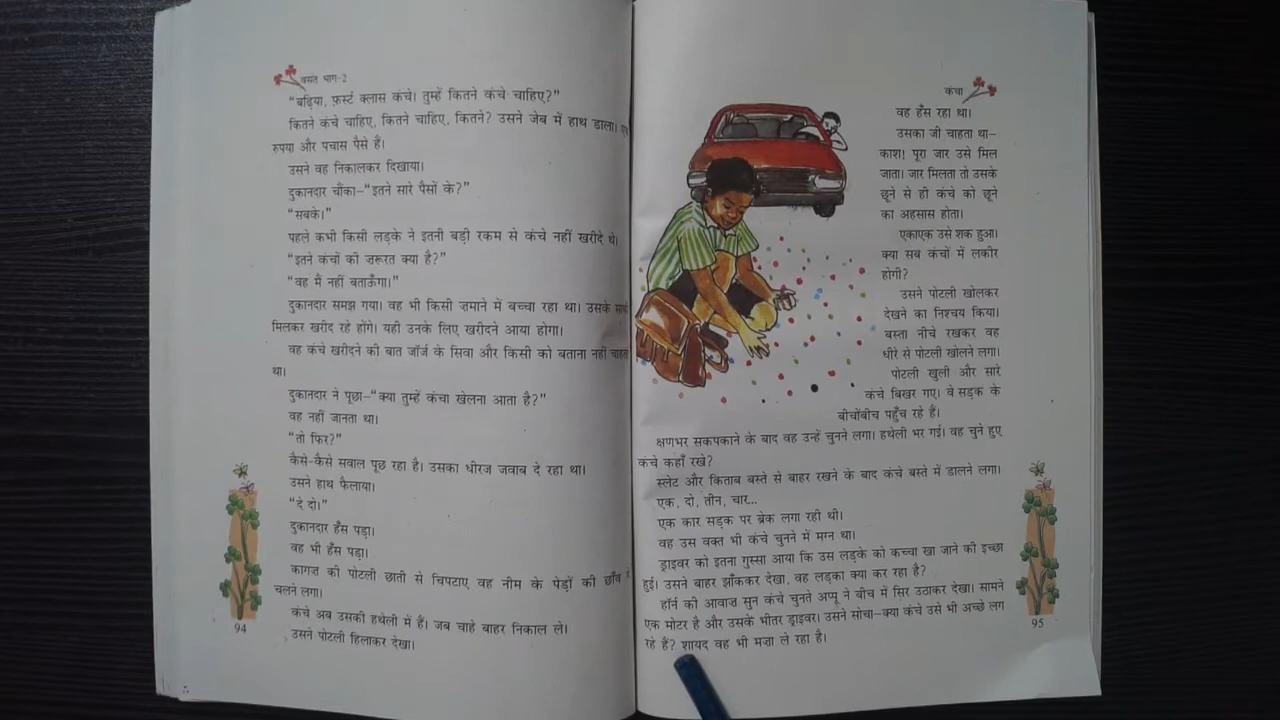 वसंत भाग-2
“बढ़िया, फ़र्स्ट क्लास कंचे। तुम्हें कितने कंचे चाहिए?”
कितने कंचे चाहिए, कितने चाहिए, कितने? उसने जेब में हाथ डाला।
रुपया और पचास पैसे हैं।
उसने वह निकालकर दिखाया।
दुकानदार चौंका–“इतने सारे पैसों के?”
“सबके।”
पहले कभी किसी लड़के ने इतनी बड़ी रकम से कंचे नहीं खरीदे थे।
“इतने कंचों की ज़रूरत क्या है?”
“वह मैं नहीं बताऊँगा।”
दुकानदार समझ गया। वह भी किसी ज़माने में बच्चा रहा था। उसके
मिलकर खरीद रहे होंगे। यही उनके लिए खरीदने आया होगा।
वह कंचे खरीदने की बात जॉर्ज के सिवा और किसी को बताना नहीं चाहता
था।
दुकानदार ने पूछा–“क्या तुम्हें कंचा खेलना आता है?”
वह नहीं जानता था।
“तो फिर?”
कैसे-कैसे सवाल पूछ रहा है। उसका धीरज जवाब दे रहा था।
उसने हाथ फैलाया।
“दे दो।”
दुकानदार हँस पड़ा।
वह भी हँस पड़ा।
कागज की पोटली छाती से चिपटाए वह नीम के पेड़ों की छाँव में
चलने लगा।
कंचे अब उसकी हथेली में हैं। जब चाहे बाहर निकाल ले।
उसने पोटली हिलाकर देखा।
94
कंचा
वह हँस रहा था।
उसका जी चाहता था–
काश! पूरा जार उसे मिल
जाता। जार मिलता तो उसके
छूने से ही कंचे को छूने
का अहसास होता।
एकाएक उसे शक हुआ।
क्या सब कंचों में लकीर
होगी?
उसने पोटली खोलकर
देखने का निश्चय किया।
बस्ता नीचे रखकर वह
धीरे से पोटली खोलने लगा।
पोटली खुली और सारे
कंचे बिखर गए। वे सड़क के
बीचोंबीच पहुँच रहे हैं।
क्षणभर सकपकाने के बाद वह उन्हें चुनने लगा। हथेली भर गई। वह चुने हुए
कंचे कहाँ रखे?
स्लेट और किताब बस्ते से बाहर रखने के बाद कंचे बस्ते में डालने लगा।
एक, दो, तीन, चार...
एक कार सड़क पर ब्रेक लगा रही थी।
वह उस वक्त भी कंचे चुनने में मग्न था।
ड्राइवर को इतना गुस्सा आया कि उस लड़के को कच्चा खा जाने की इच्छा
हुई। उसने बाहर झाँककर देखा, वह लड़का क्या कर रहा है?
हॉर्न की आवाज़ सुन कंचे चुनते अप्पू ने बीच में सिर उठाकर देखा। सामने
एक मोटर है और उसके भीतर ड्राइवर। उसने सोचा–क्या कंचे उसे भी अच्छे लग
रहे हैं? शायद वह भी मज़ा ले रहा है।
95